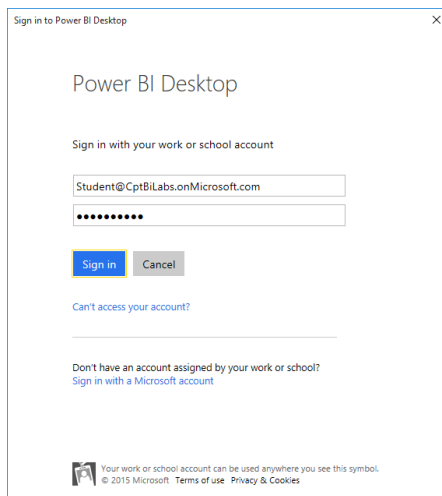 Sign in to Power BI Desktop
Power BI Desktop
Sign in with your work or school account
Student@CptBiLabs.onMicrosoft.com
●●●●●●●●●●
Sign in Cancel
Can't access your account?
Don't have an account assigned by your work or school?
Sign in with a Microsoft account
Your work or school account can be used anywhere you see this symbol.
© 2015 Microsoft Terms of use Privacy & Cookies